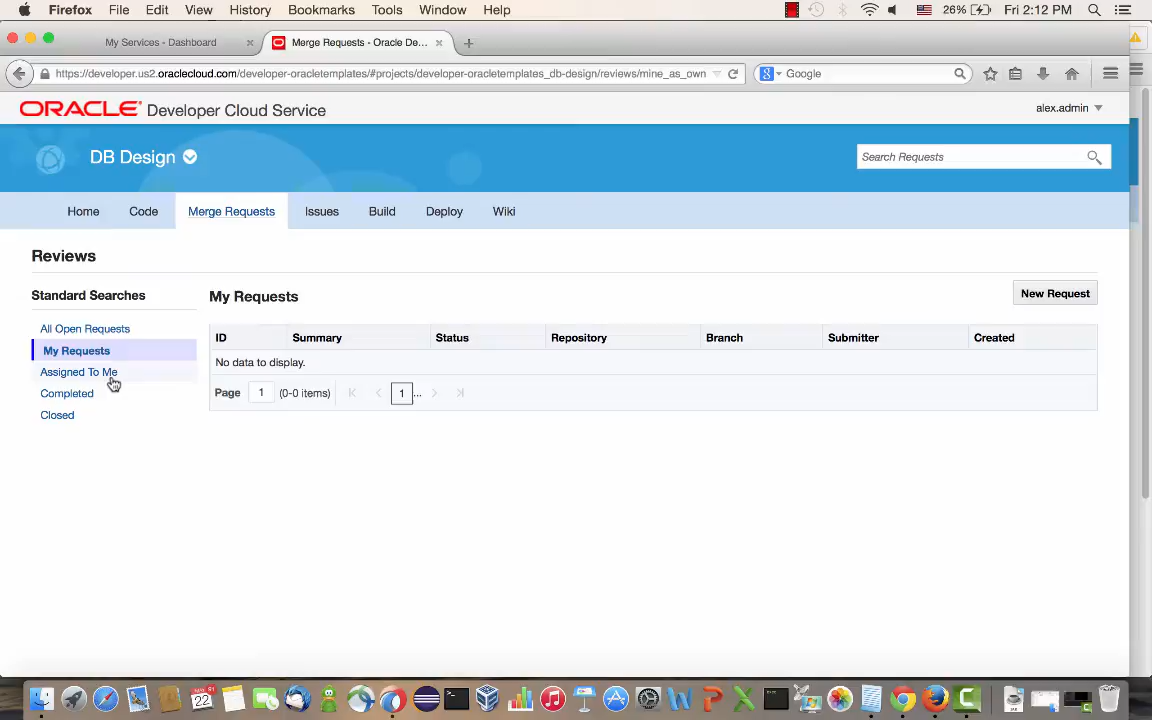 Firefox File Edit View History Bookmarks Tools Window Help 26% Fri 2:12 PM
My Services - Dashboard × Merge Requests - Oracle De... × +
https://developer.us2.oraclecloud.com/developer-oracletemplates/#projects/developer-oracletemplates_db-design/reviews/mine_as_own Google
ORACLE Developer Cloud Service alex.admin
DB Design Search Requests
Home Code Merge Requests Issues Build Deploy Wiki
Reviews
Standard Searches
All Open Requests
My Requests
Assigned To Me
Completed
Closed
My Requests New Request
ID Summary Status Repository Branch Submitter Created
No data to display.
Page 1 (0-0 items) 1 ...